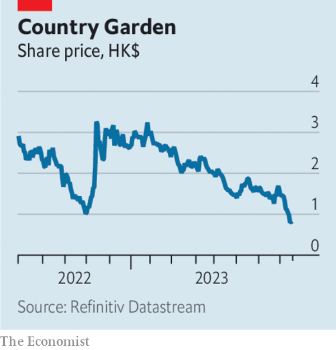 Country Garden
Share price, HK$
4
3
2
1
0
2022
2023
Source: Refinitiv Datastream
The Economist